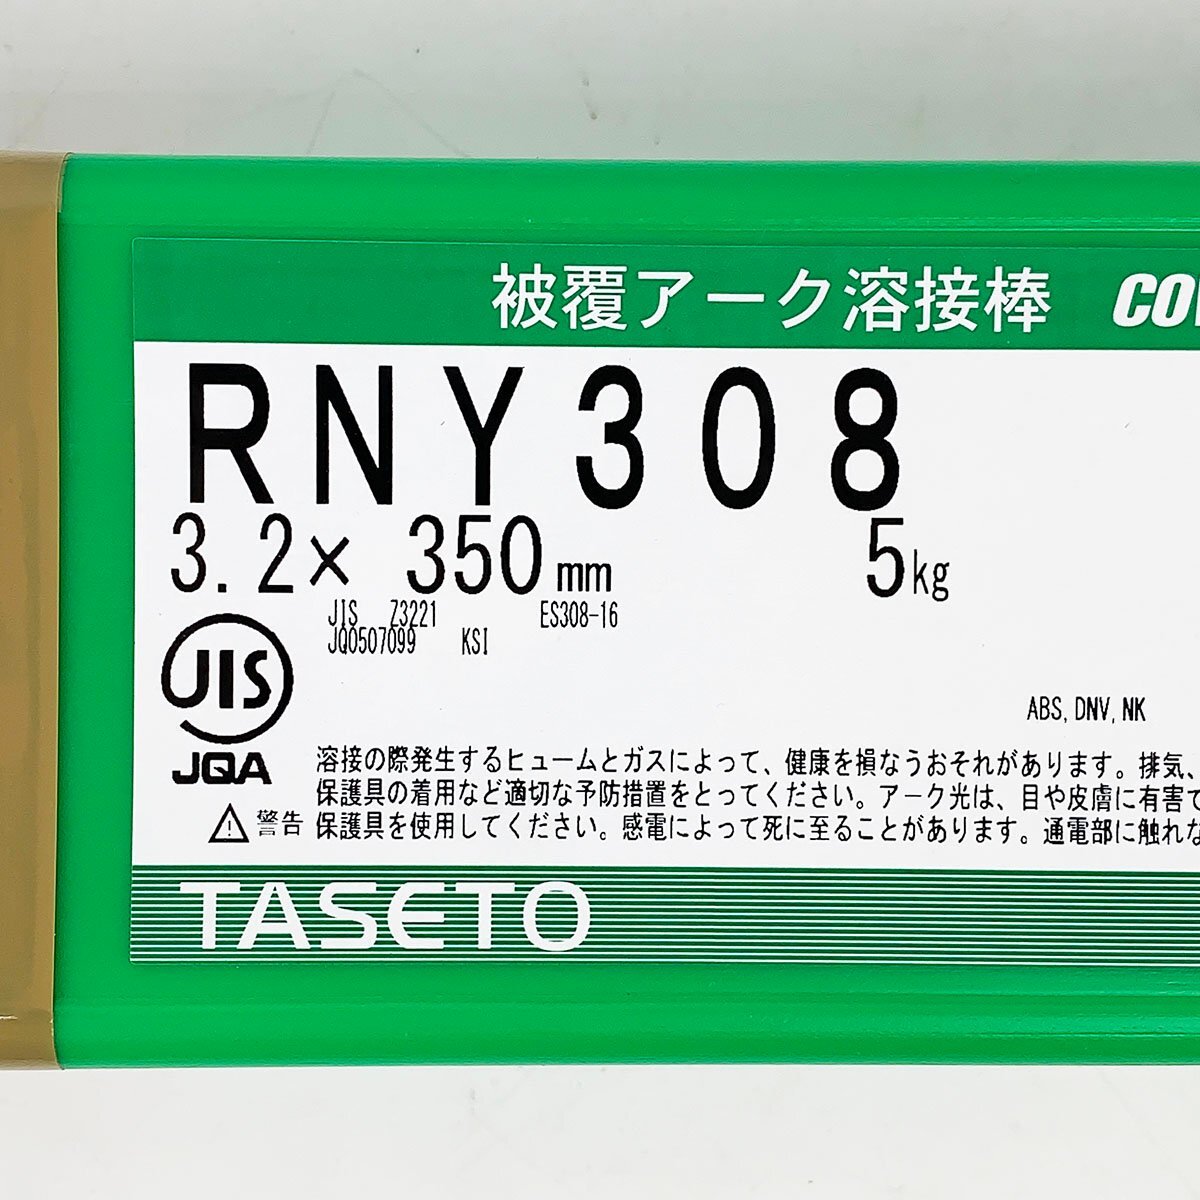 被覆アーク溶接棒
RNY308
3.2× 350mm 5kg
JIS Z3221 ES308-16
JQ0507099 KSI
JIS
JQA
ABS,DNV,NK
溶接の際発生するヒュームとガスによって、健康を損なうおそれがあります。排気、
保護具の着用など適切な予防措置をとってください。アーク光は、目や皮膚に有害で
警告 保護具を使用してください。感電によって死に至ることがあります。通電部に触れな
TASETO